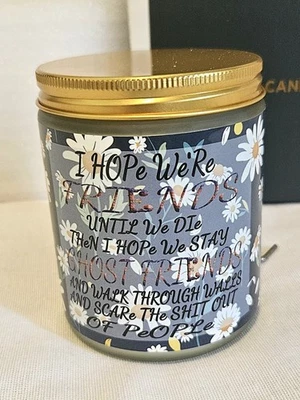 I HOPe We'Re
FRIENDS
UNTIL We DIe
THeN I HOPe We STAY
GHOST FRIENDS
AND WALK THROUGH WALLS
AND SCARe THe SHIT OUT
OF PeOPLe
CAN